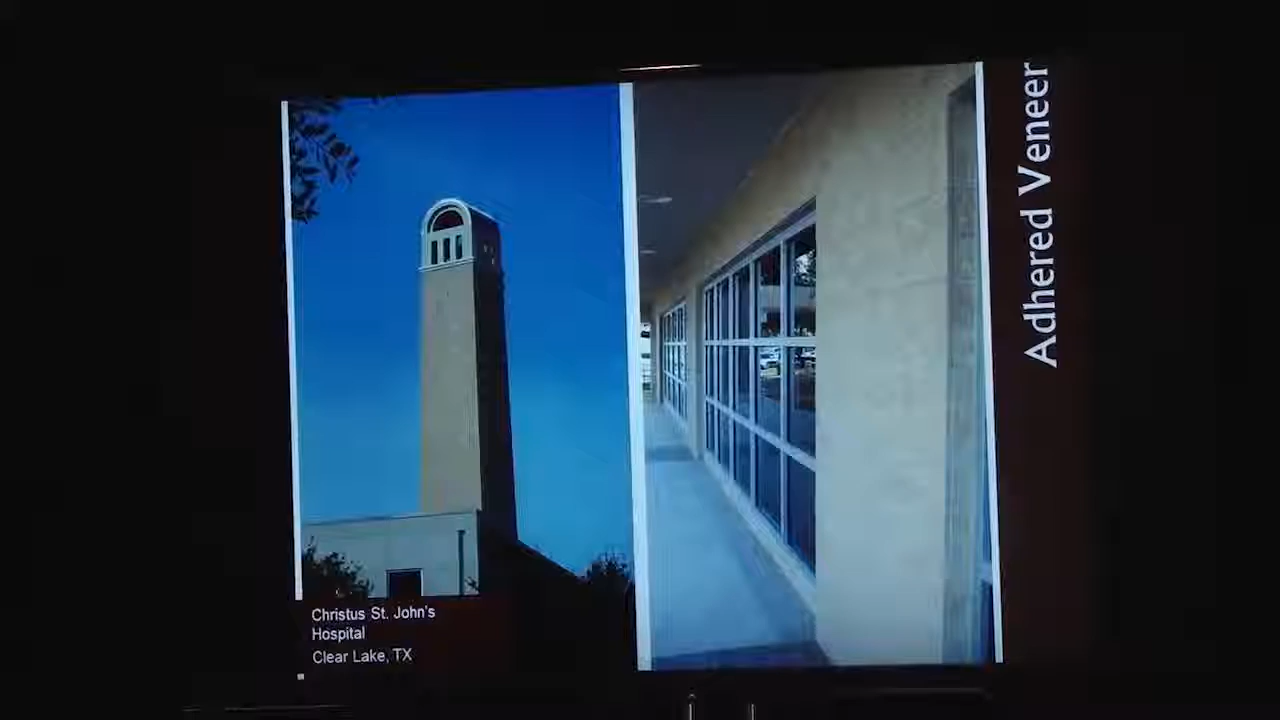 Christus St. John's
Hospital
Clear Lake, TX
Adhered Veneer